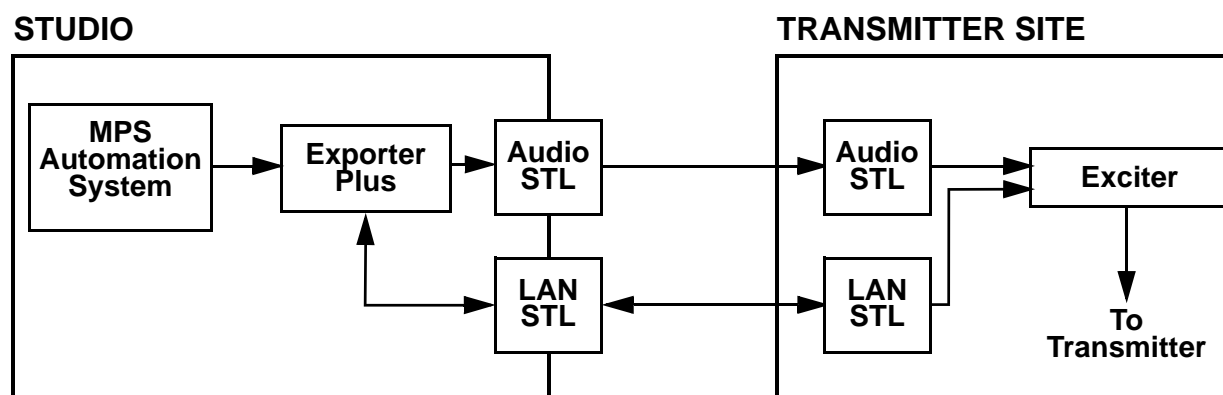 STUDIO
TRANSMITTER SITE
MPS
Automation
System
Exporter
Plus
Audio
STL
Audio
STL
Exciter
LAN
STL
LAN
STL
To
Transmitter